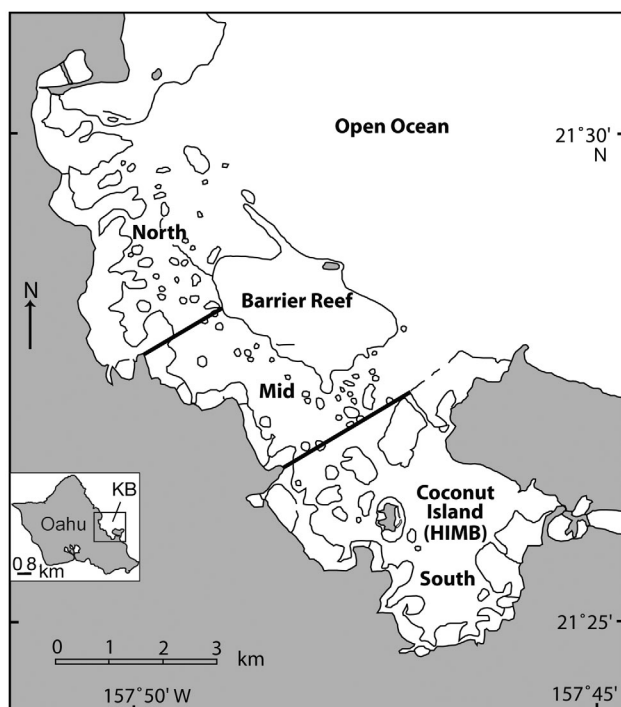 Open Ocean
21°30'
N
North
N
Barrier Reef
Mid
KB
Oahu
0 8 km
Coconut
Island
(HIMB)
South
21°25'
0 1 2 3
km
157°50' W
157°45'